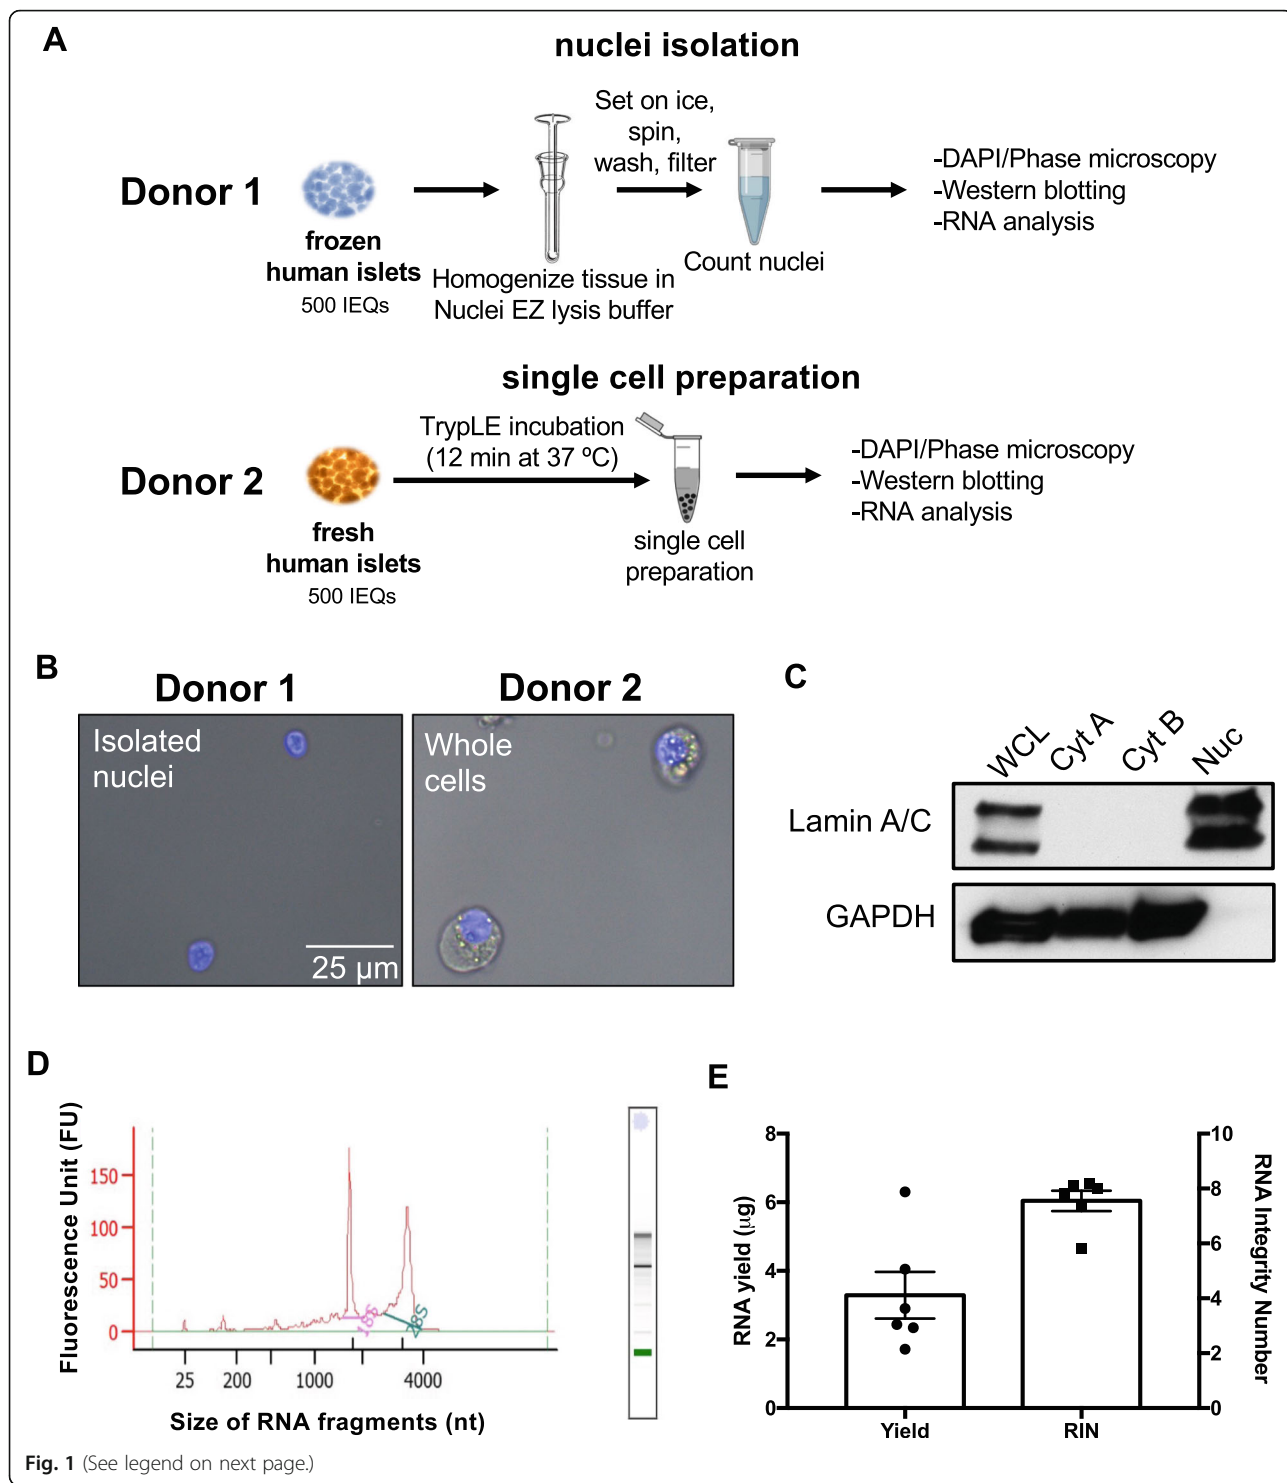 A
nuclei isolation
Donor 1
frozen
human islets
500 IEQs
Homogenize tissue in
Nuclei EZ lysis buffer
Set on ice,
spin,
wash, filter
Count nuclei
-DAPI/Phase microscopy
-Western blotting
-RNA analysis
single cell preparation
Donor 2
fresh
human islets
500 IEQs
TrypLE incubation
(12 min at 37 ºC)
single cell
preparation
-DAPI/Phase microscopy
-Western blotting
-RNA analysis
B
Donor 1
Isolated
nuclei
25 µm
Donor 2
Whole
cells
C
WCL
Cyt A
Cyt B
Nuc
Lamin A/C
GAPDH
D
Fluorescence Unit (FU)
150
100
50
0
18S
28S
25
200
1000
4000
Size of RNA fragments (nt)
E
RNA yield (µg)
8
6
4
2
0
Yield
RIN
10
8
6
4
2
0
RNA Integrity Number
Fig. 1 (See legend on next page.)